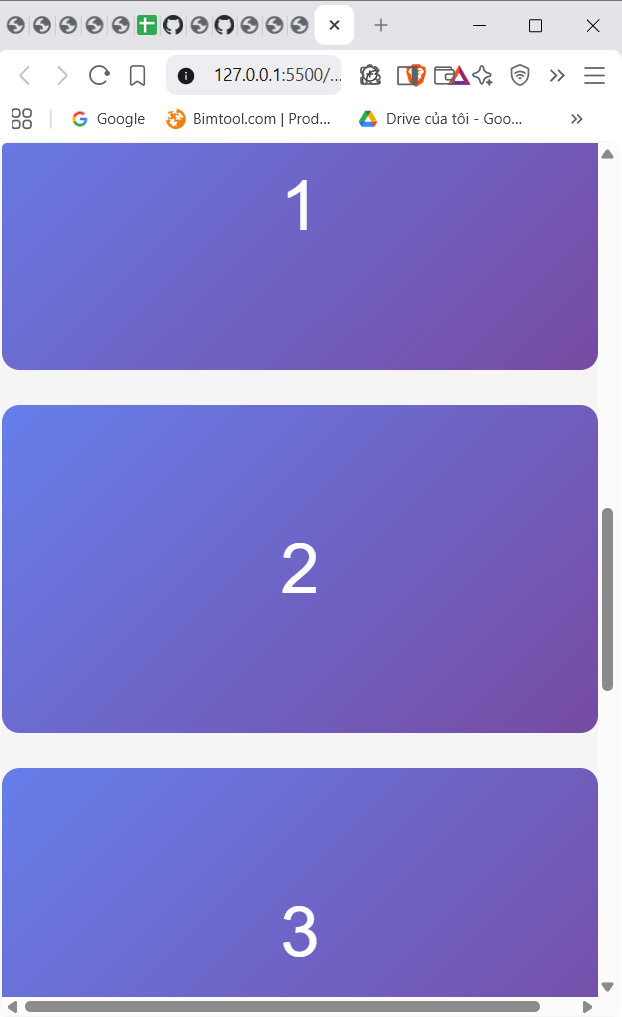 127.0.0.1:5500/...
Google
Bimtool.com | Prod...
Drive của tôi - Goo...
1
2
3